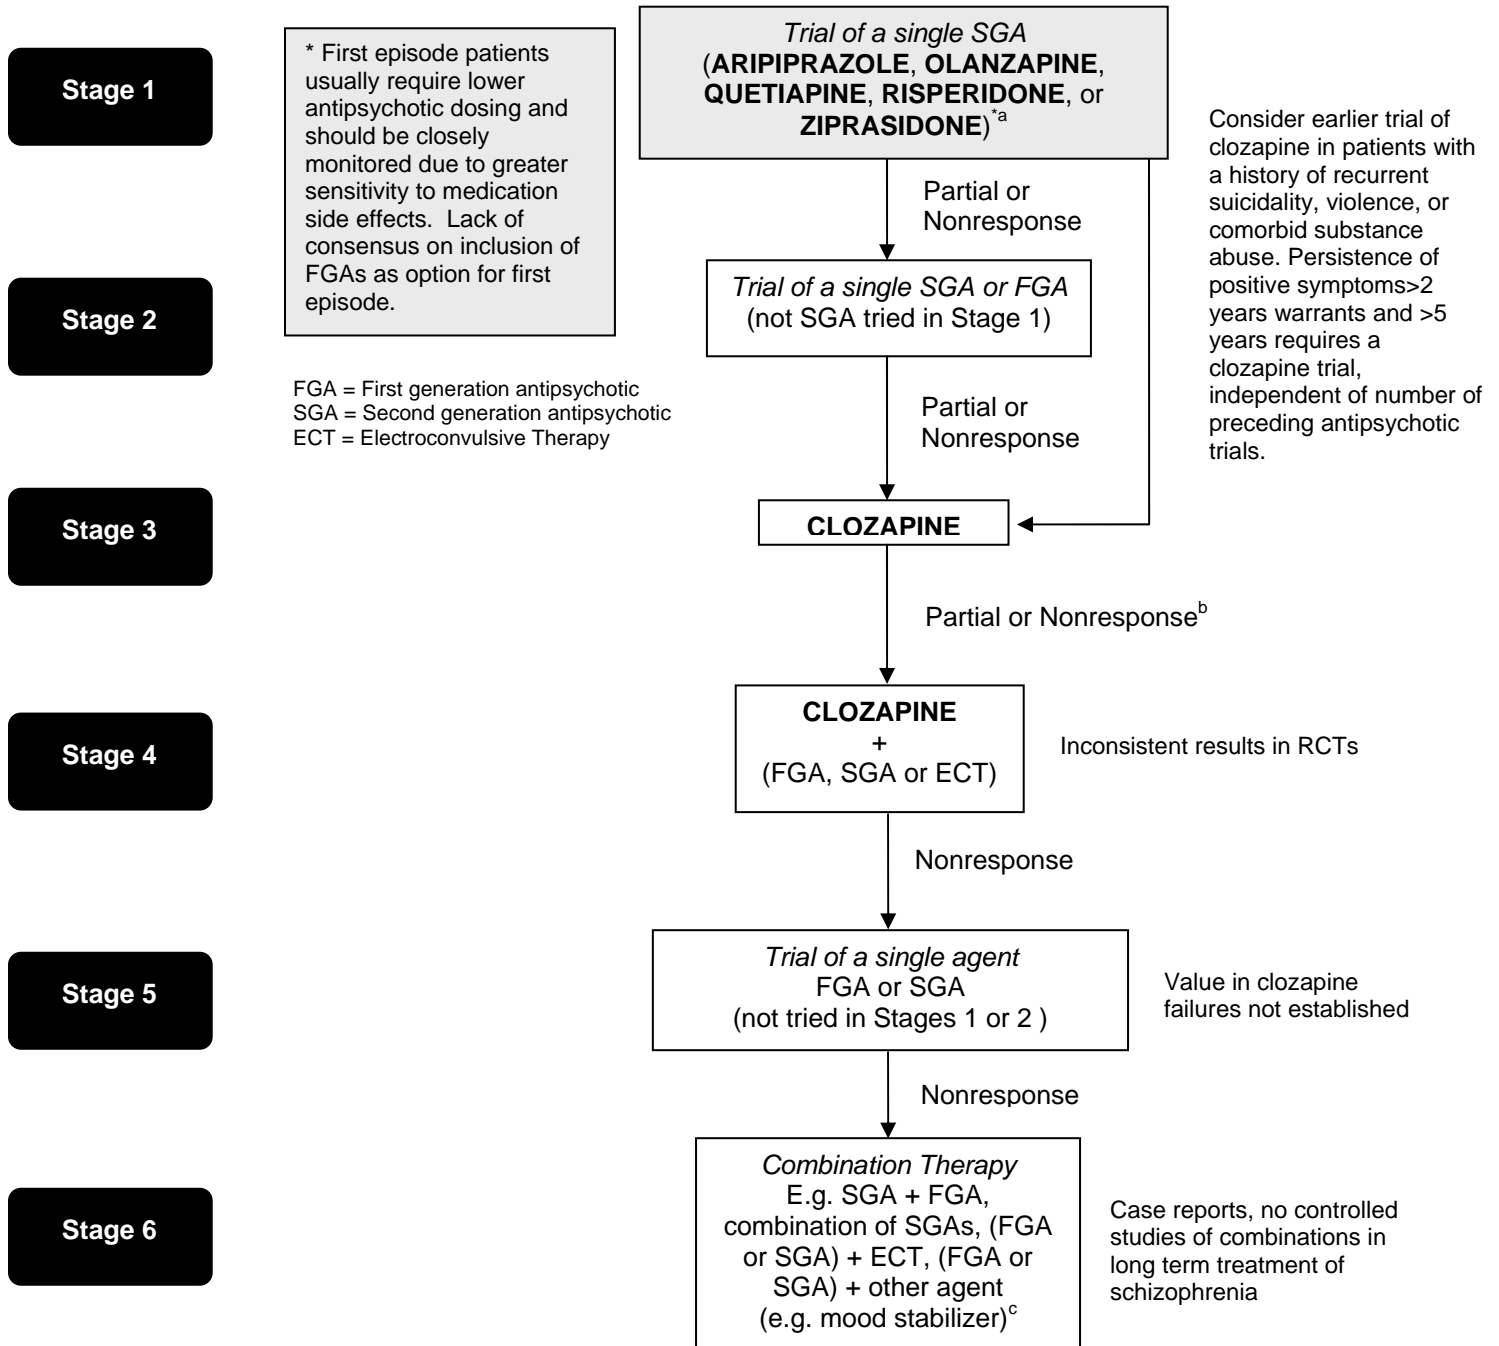 Stage 1
* First episode patients
usually require lower
antipsychotic dosing and
should be closely
monitored due to greater
sensitivity to medication
side effects.  Lack of
consensus on inclusion of
FGAs as option for first
episode.
Trial of a single SGA
(ARIPIPRAZOLE, OLANZAPINE,
QUETIAPINE, RISPERIDONE, or
ZIPRASIDONE)*a
Consider earlier trial of
clozapine in patients with
a history of recurrent
suicidality, violence, or
comorbid substance
abuse. Persistence of
positive symptoms>2
years warrants and >5
years requires a
clozapine trial,
independent of number of
preceding antipsychotic
trials.
Partial or
Nonresponse
Stage 2
Trial of a single SGA or FGA
(not SGA tried in Stage 1)
FGA = First generation antipsychotic
SGA = Second generation antipsychotic
ECT = Electroconvulsive Therapy
Partial or
Nonresponse
Stage 3
CLOZAPINE
Partial or Nonresponseb
Stage 4
CLOZAPINE
+
(FGA, SGA or ECT)
Inconsistent results in RCTs
Nonresponse
Stage 5
Trial of a single agent
FGA or SGA
(not tried in Stages 1 or 2 )
Value in clozapine
failures not established
Nonresponse
Stage 6
Combination Therapy
E.g. SGA + FGA,
combination of SGAs, (FGA
or SGA) + ECT, (FGA or
SGA) + other agent
(e.g. mood stabilizer)c
Case reports, no controlled
studies of combinations in
long term treatment of
schizophrenia